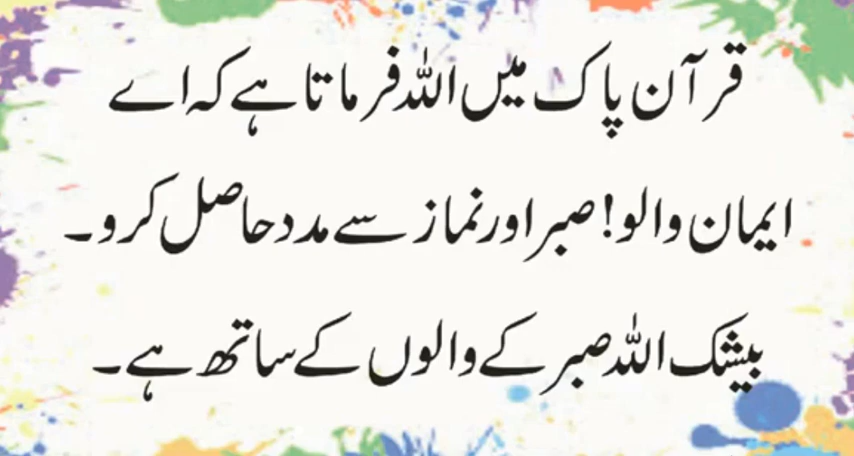 قرآن پاک میں اللہ فرماتا ہے کہ اے
ایمان والو! صبر اور نماز سے مدد حاصل کرو۔
بیشک اللہ صبر کے والوں کے ساتھ ہے۔